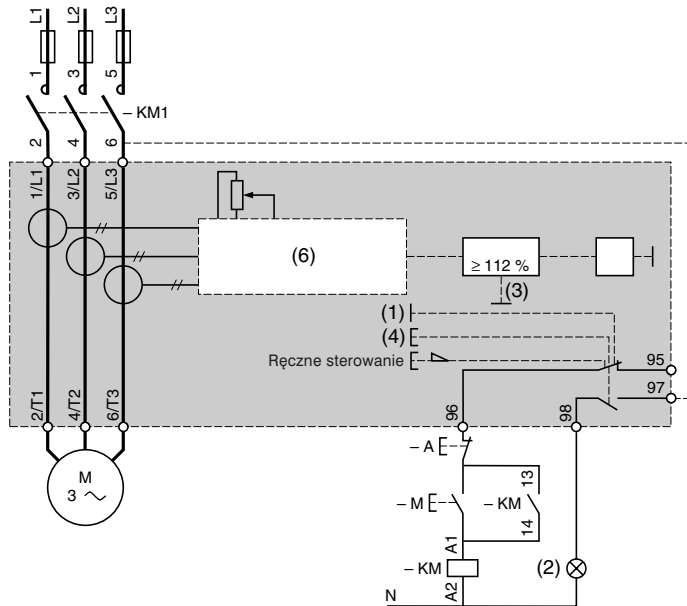 L1
L2
L3
1
3
5
– KM1
2
4
6
1/L1
3/L2
5/L3
(6)
≥ 112 %
(3)
(1)
(4)
Ręczne sterowanie
95
97
2/T1
4/T2
6/T3
96
98
M
3
– A
13
– M
– KM
14
A1
– KM
(2)
A2
N